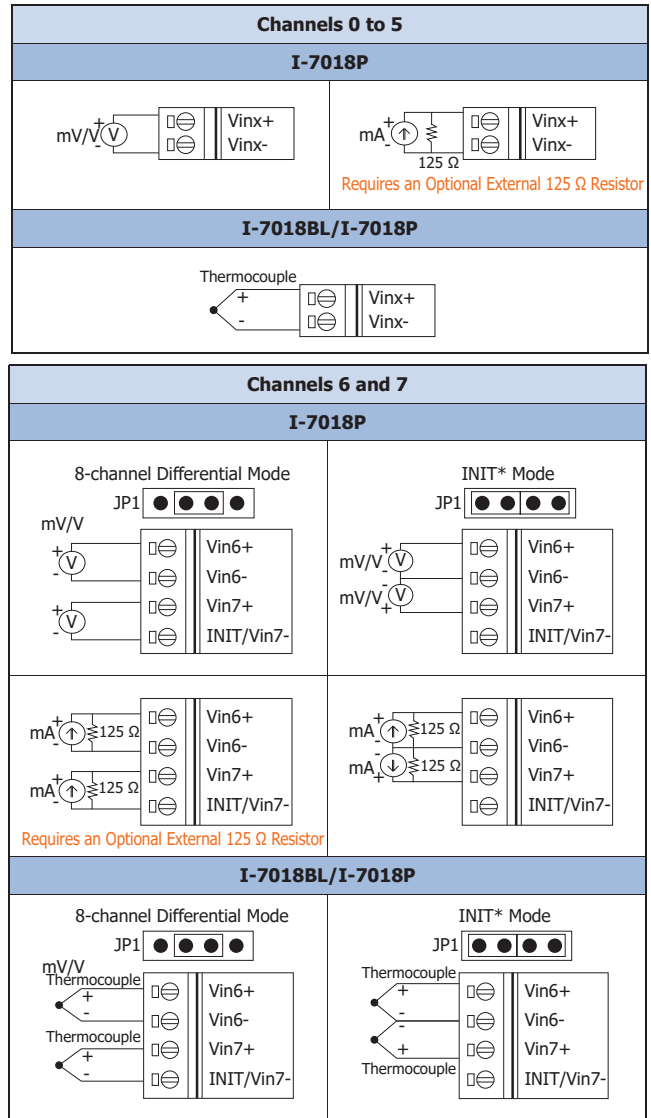 Channels 0 to 5
I-7018P
mV/V
+
-
V
Vinx+
Vinx-
mA
+
-
125 Ω
Vinx+
Vinx-
Requires an Optional External 125 Ω Resistor
I-7018BL/I-7018P
Thermocouple
+
-
Vinx+
Vinx-
Channels 6 and 7
I-7018P
8-channel Differential Mode
JP1
mV/V
+
V
-
+
V
-
Vin6+
Vin6-
Vin7+
INIT/Vin7-
INIT* Mode
JP1
mV/V
+
V
-
mV/V
-
V
+
Vin6+
Vin6-
Vin7+
INIT/Vin7-
mA
+
-
125 Ω
mA
+
-
125 Ω
Vin6+
Vin6-
Vin7+
INIT/Vin7-
Requires an Optional External 125 Ω Resistor
mA
+
-
125 Ω
mA
+
125 Ω
Vin6+
Vin6-
Vin7+
INIT/Vin7-
I-7018BL/I-7018P
8-channel Differential Mode
JP1
mV/V
Thermocouple
+
-
Thermocouple
+
-
Vin6+
Vin6-
Vin7+
INIT/Vin7-
INIT* Mode
JP1
Thermocouple
+
-
-
+
Thermocouple
Vin6+
Vin6-
Vin7+
INIT/Vin7-